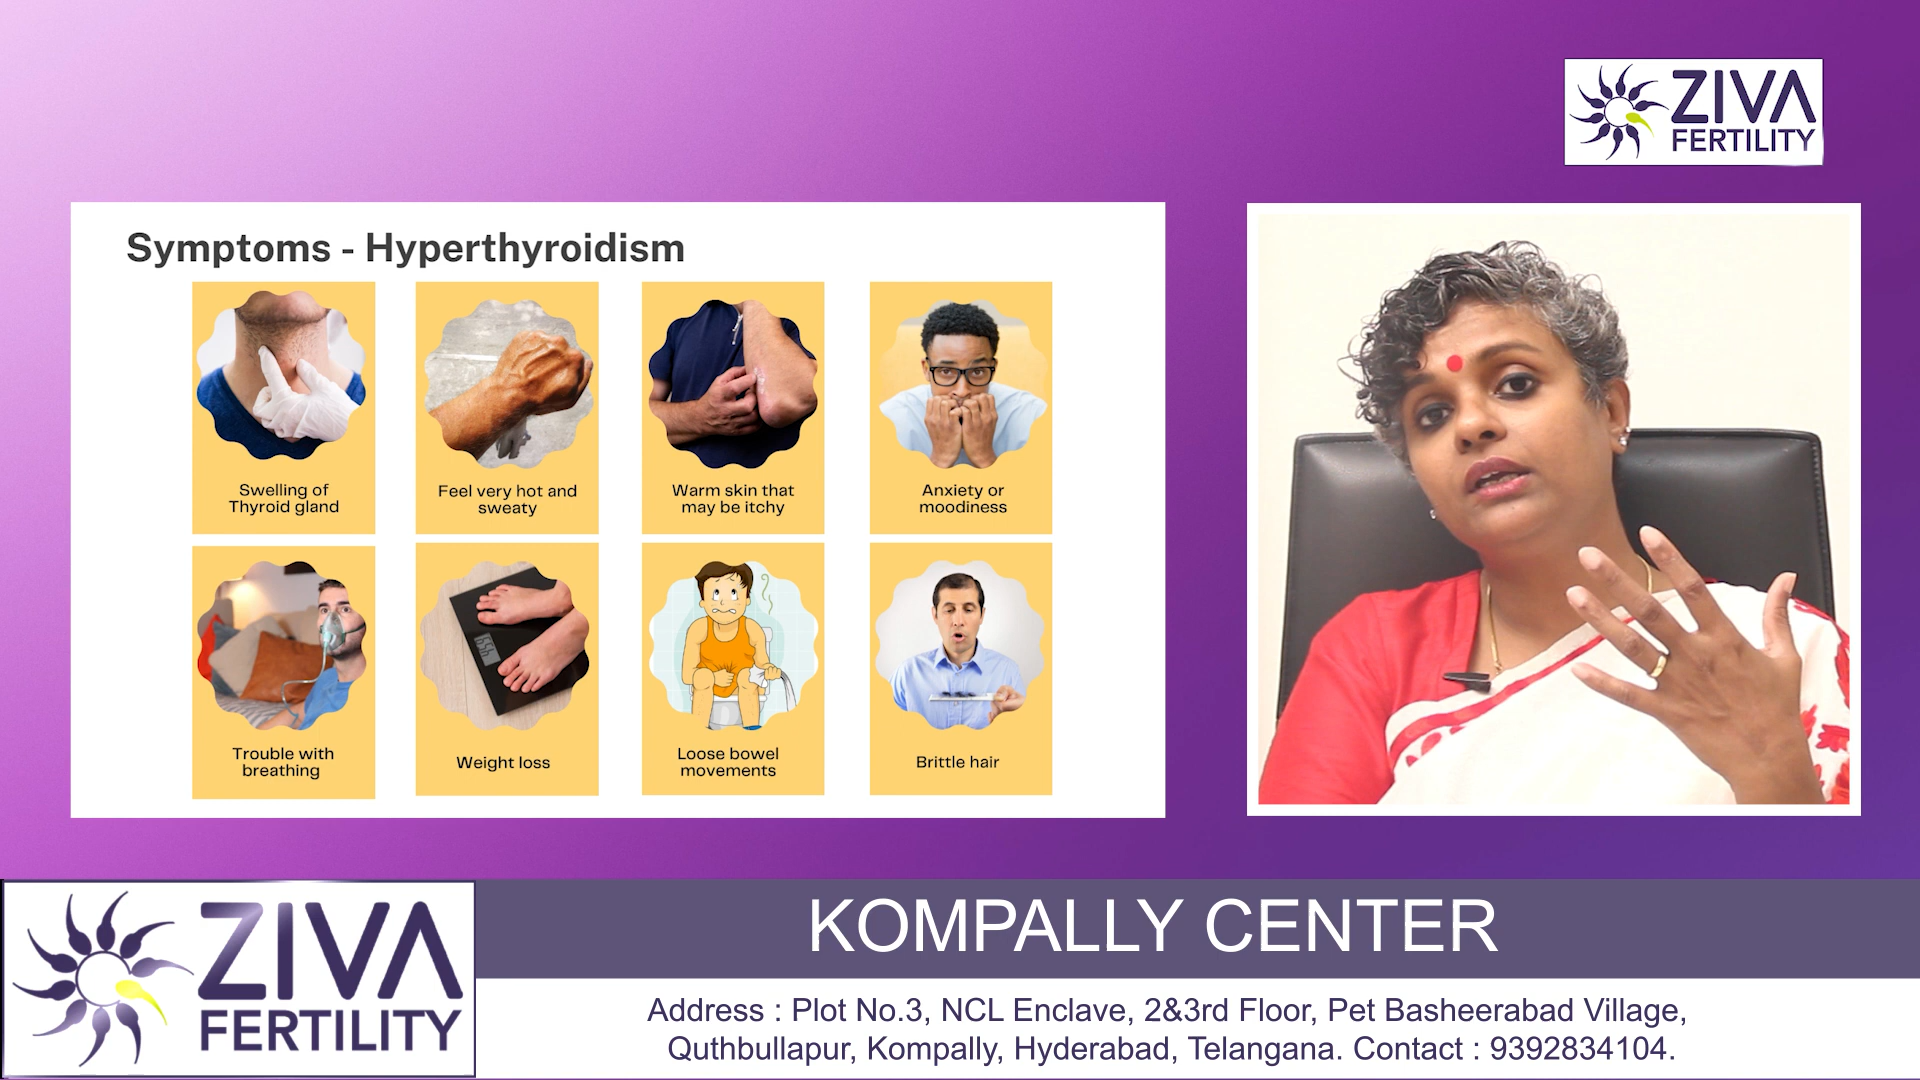 ZIVA
FERTILITY
Symptoms - Hyperthyroidism
Swelling of
Thyroid gland
Feel very hot and
sweaty
Warm skin that
may be itchy
Anxiety or
moodiness
Trouble with
breathing
Weight loss
Loose bowel
movements
Brittle hair
ZIVA
FERTILITY
KOMPALLY CENTER
Address : Plot No.3, NCL Enclave, 2&3rd Floor, Pet Basheerabad Village,
Quthbullapur, Kompally, Hyderabad, Telangana. Contact : 9392834104.